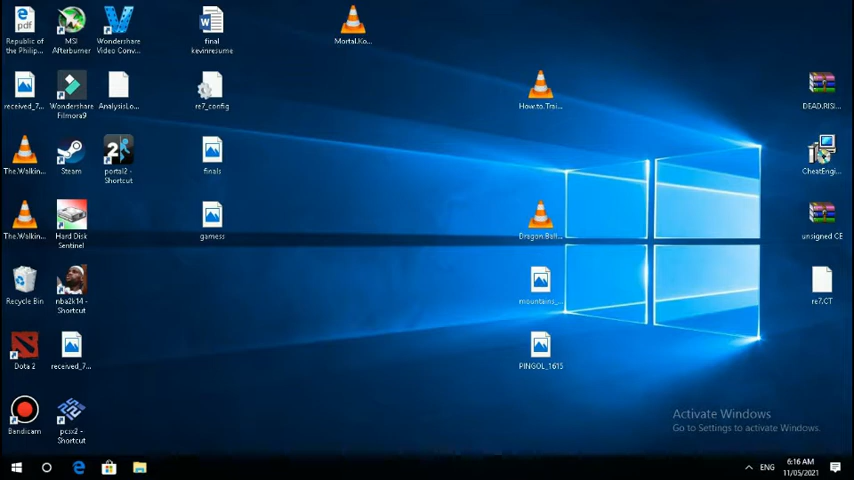 Republic of
the Philip...
MSI
Afterburner
Wondershare
Video Conv...
final
kevinresume
Mortal.Ko...
received_7...
Wondershare
Filmora9
AnalysisLo...
re7_config
How.to.Trai...
DEAD.RISI...
The.Walkin...
Steam
portal2 -
Shortcut
finals
CheatEngi...
The.Walkin...
Hard Disk
Sentinel
gamess
Dragon.Ball...
unsigned CE
Recycle Bin
nba2k14 -
Shortcut
mountains_...
re7.CT
Dota 2
received_7...
PINGOL_1615
Bandicam
pcsx2 -
Shortcut
Activate Windows
Go to Settings to activate Windows.
ENG
6:16 AM
11/05/2021